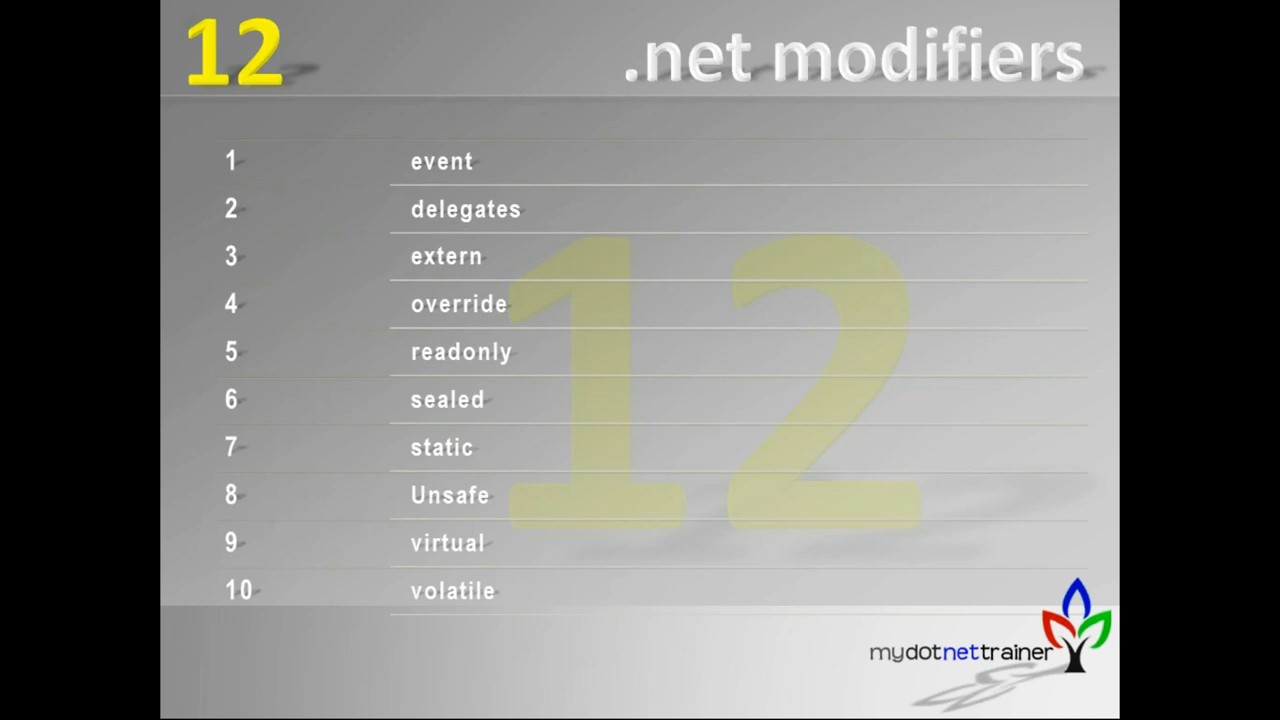 12 .net modifiers
1 event
2 delegates
3 extern
4 override
5 readonly
6 sealed
7 static
8 Unsafe
9 virtual
10 volatile
12
mydotnettrainer